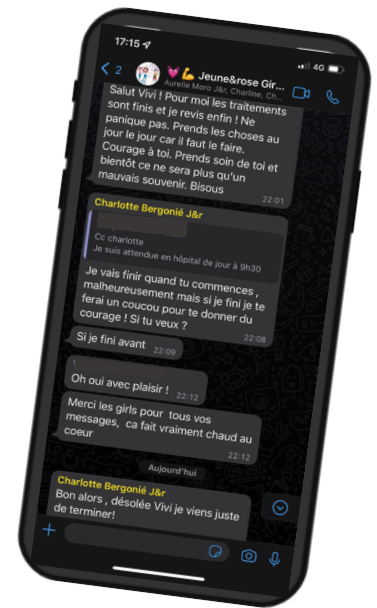 17:15
4G
2
Jeune&rose Gir...
Aurelie Moro J&r, Charline, Ch...
Salut Vivi ! Pour moi les traitements
sont finis et je revis enfin ! Ne
panique pas. Prends les choses au
jour le jour car il faut le faire.
Courage à toi. Prends soin de toi et
bientôt ce ne sera plus qu'un
mauvais souvenir. Bisous
22:01
Charlotte Bergonié J&r
Cc charlotte
Je suis attendue en hôpital de jour à 9h30
Je vais finir quand tu commences ,
malheureusement mais si je fini je te
ferai un coucou pour te donner du
courage ! Si tu veux ?
22:08
Si je fini avant
22:09
Oh oui avec plaisir !
22:12
Merci les girls pour tous vos
messages, ca fait vraiment chaud au
coeur
22:12
Aujourd'hui
Charlotte Bergonié J&r
Bon alors , désolée Vivi je viens juste
de terminer!